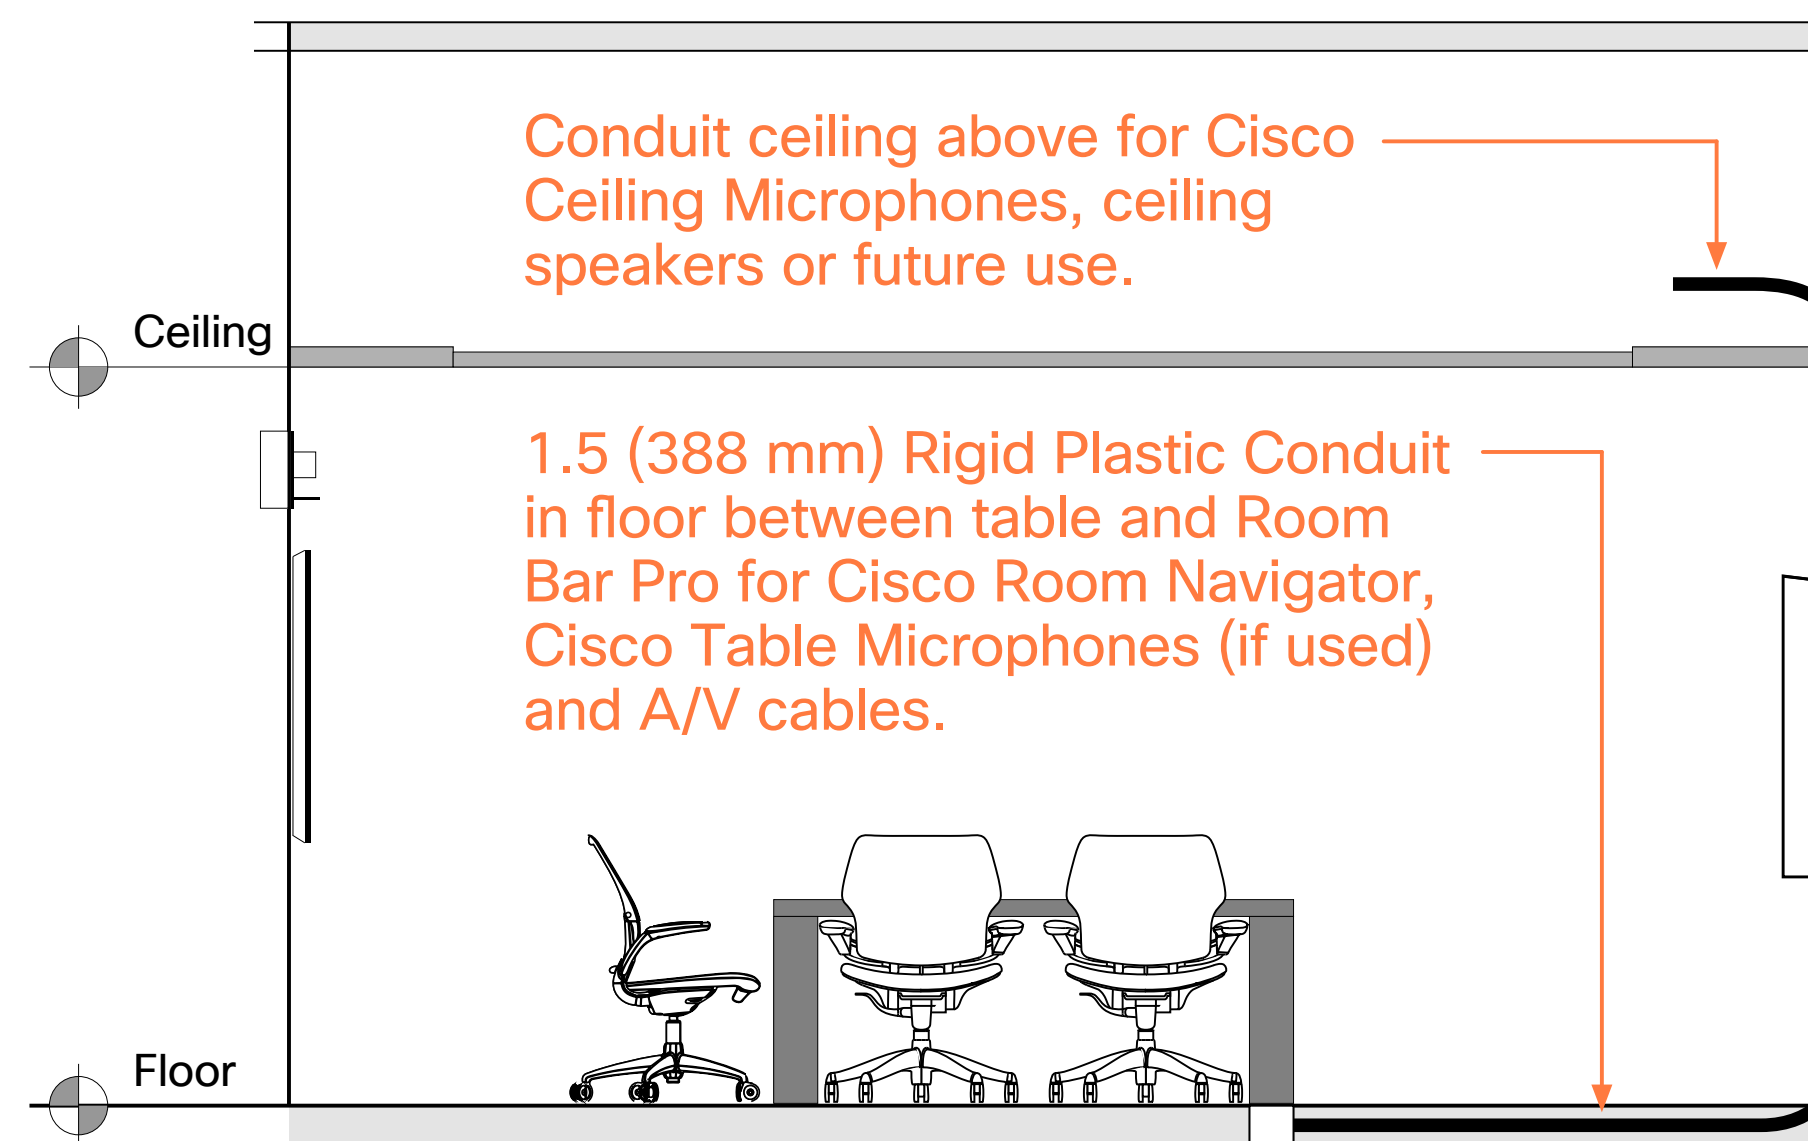 Conduit ceiling above for Cisco
Ceiling Microphones, ceiling
speakers or future use.
Ceiling
1.5 (388 mm) Rigid Plastic Conduit
in floor between table and Room
Bar Pro for Cisco Room Navigator,
Cisco Table Microphones (if used)
and A/V cables.
Floor